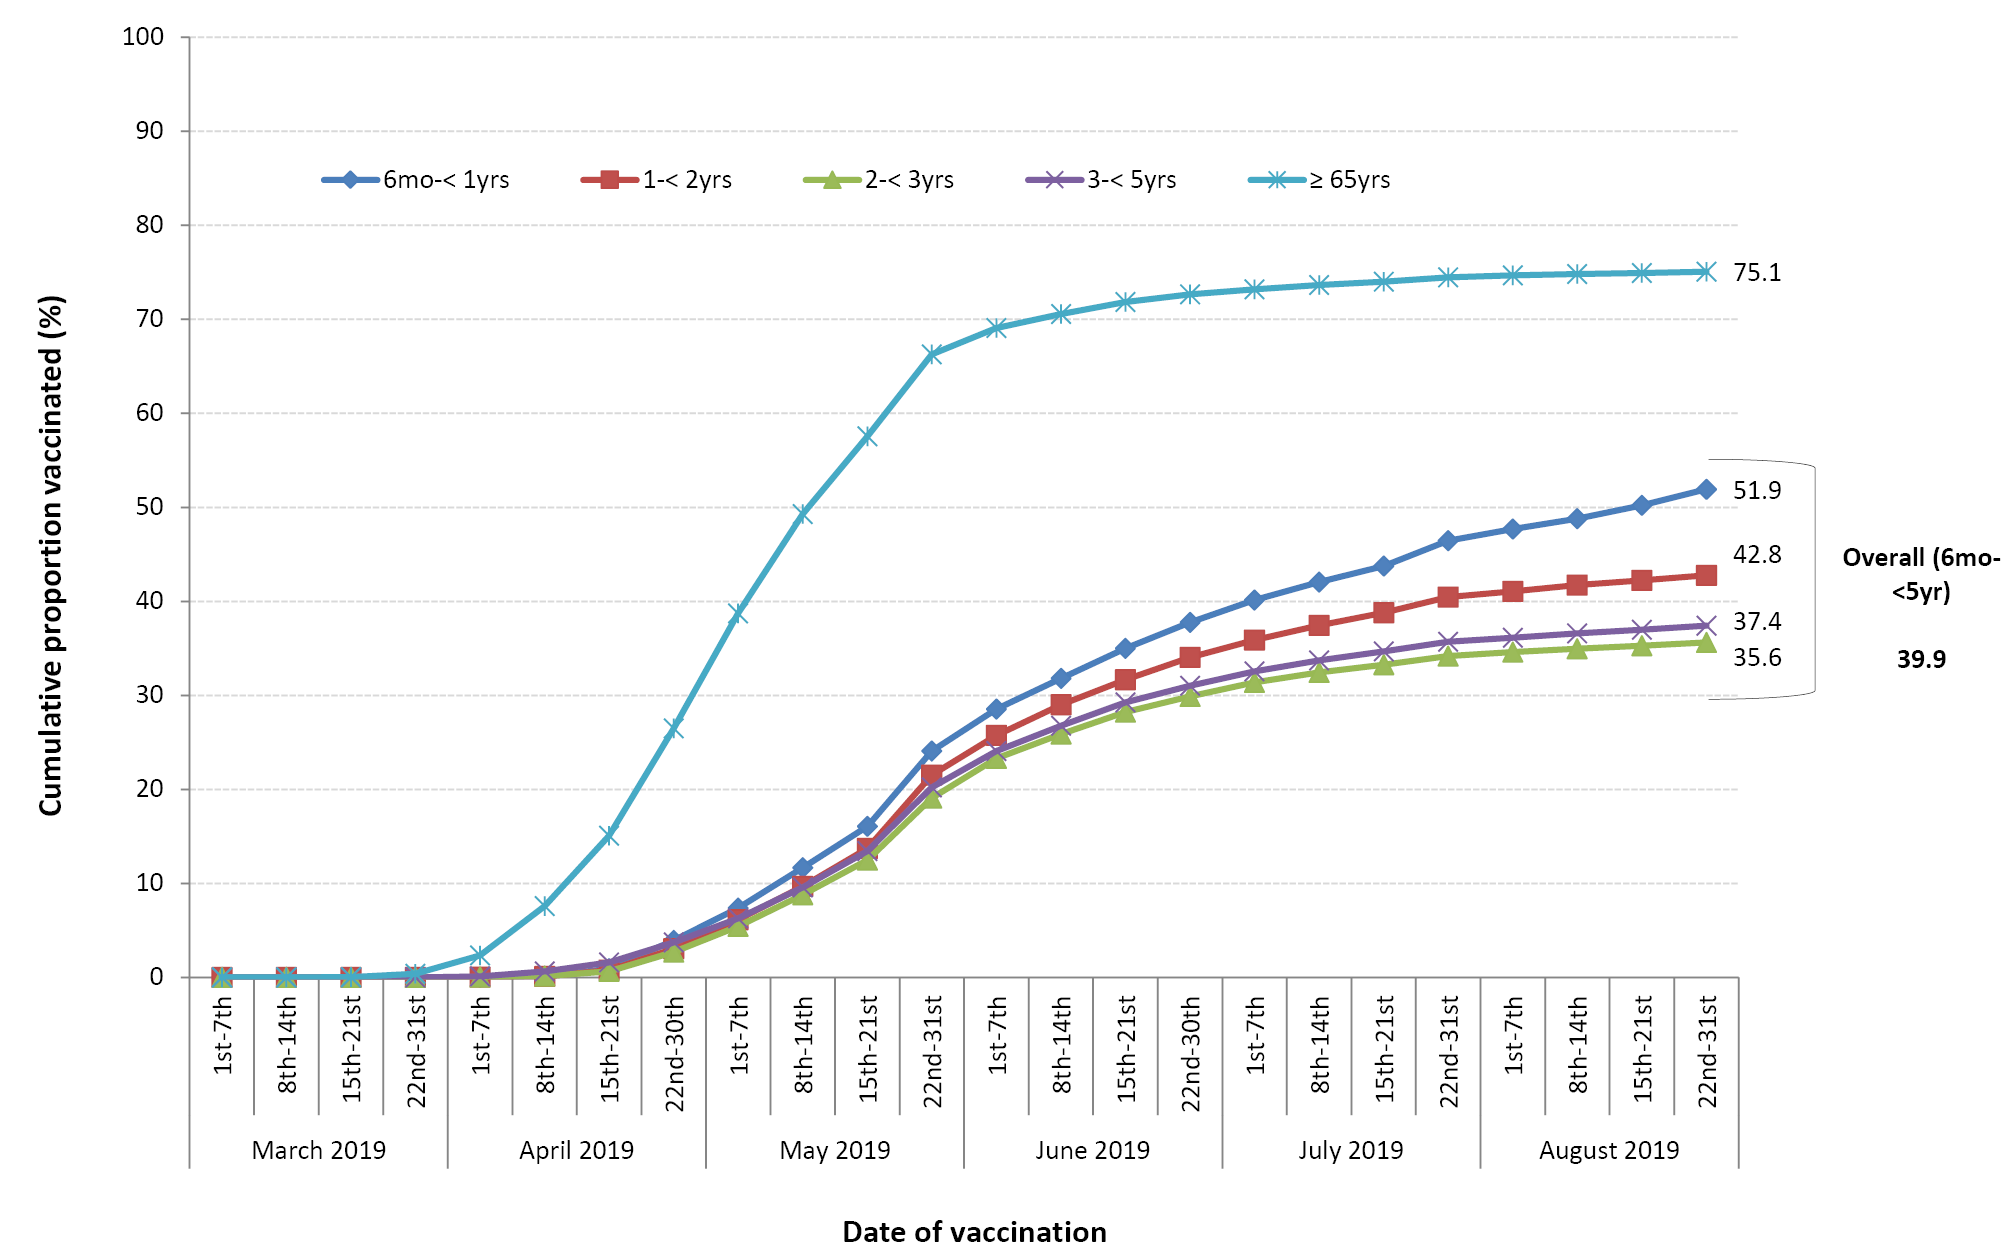 100
90
80
70
60
50
40
30
20
10
0
Cumulative proportion vaccinated (%)
6mo-< 1yrs
1-< 2yrs
2-< 3yrs
3-< 5yrs
≥ 65yrs
75.1
51.9
42.8
37.4
35.6
Overall (6mo-
<5yr)
39.9
1st-7th
8th-14th
15th-21st
22nd-31st
1st-7th
8th-14th
15th-21st
22nd-30th
1st-7th
8th-14th
15th-21st
22nd-31st
1st-7th
8th-14th
15th-21st
22nd-30th
1st-7th
8th-14th
15th-21st
22nd-31st
1st-7th
8th-14th
15th-21st
22nd-31st
March 2019
April 2019
May 2019
June 2019
July 2019
August 2019
Date of vaccination